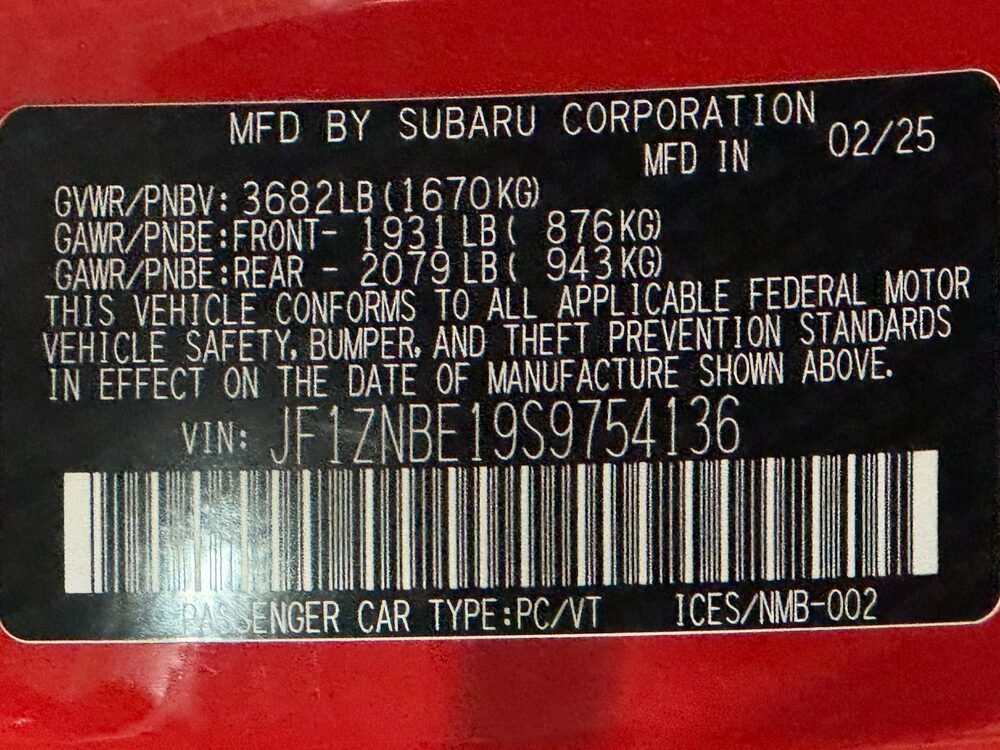 MFD BY SUBARU CORPORATION
MFD IN 02/25
GVWR/PNBV: 3682LB(1670KG)
GAWR/PNBE:FRONT- 1931LB( 876KG)
GAWR/PNBE:REAR - 2079LB( 943KG)
THIS VEHICLE CONFORMS TO ALL APPLICABLE FEDERAL MOTOR
VEHICLE SAFETY, BUMPER, AND THEFT PREVENTION STANDARDS
IN EFFECT ON THE DATE OF MANUFACTURE SHOWN ABOVE.
VIN: JF1ZNBE19S9754136
PASSENGER CAR TYPE:PC/VT ICES/NMB-002